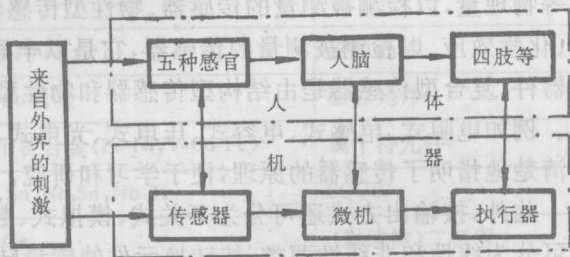 来自外界的刺激
五种感官
人脑
四肢等
人体
机器
传感器
微机
执行器